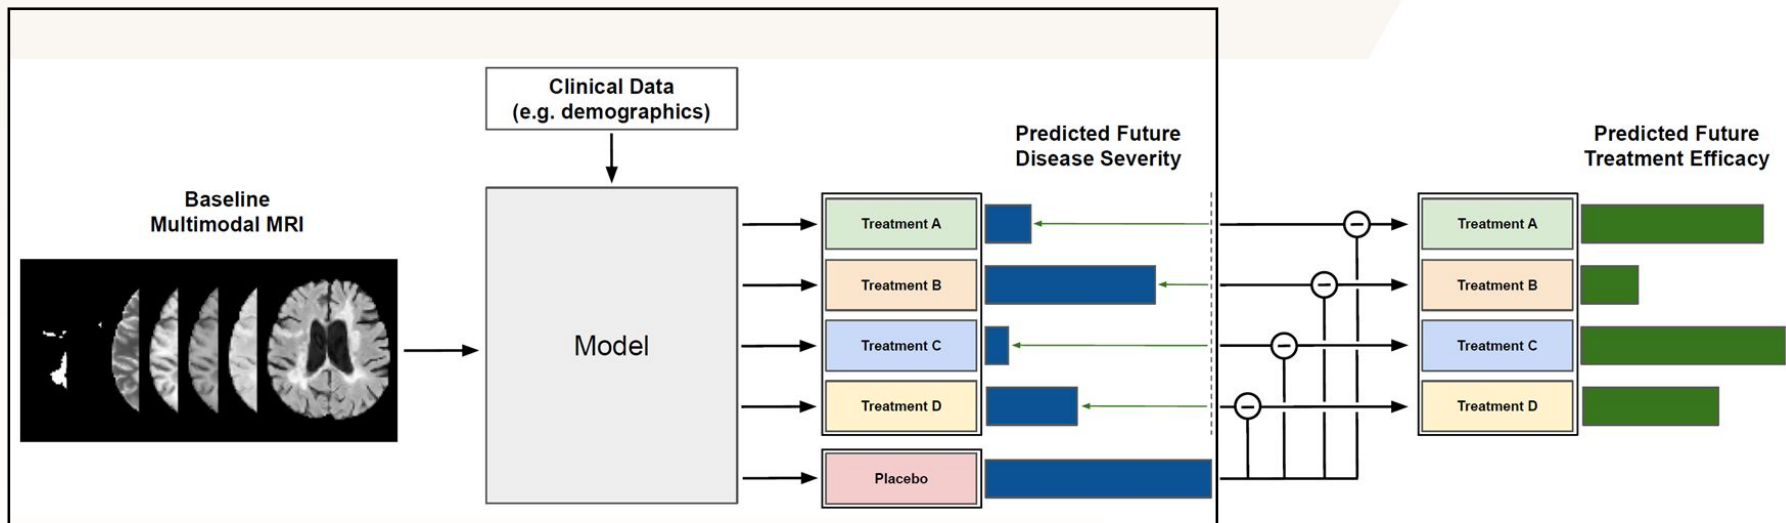 Clinical Data
(e.g. demographics)
Baseline
Multimodal MRI
Model
Predicted Future
Disease Severity
Treatment A
Treatment B
Treatment C
Treatment D
Placebo
Predicted Future
Treatment Efficacy
Treatment A
Treatment B
Treatment C
Treatment D